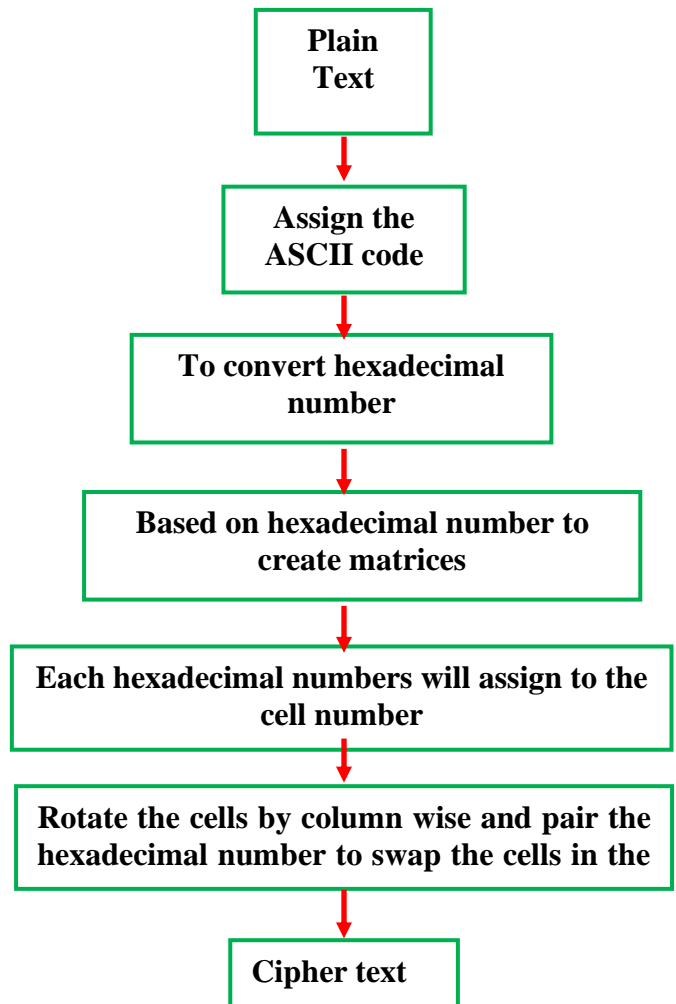 Plain
Text
Assign the
ASCII code
To convert hexadecimal
number
Based on hexadecimal number to
create matrices
Each hexadecimal numbers will assign to the
cell number
Rotate the cells by column wise and pair the
hexadecimal number to swap the cells in the
Cipher text